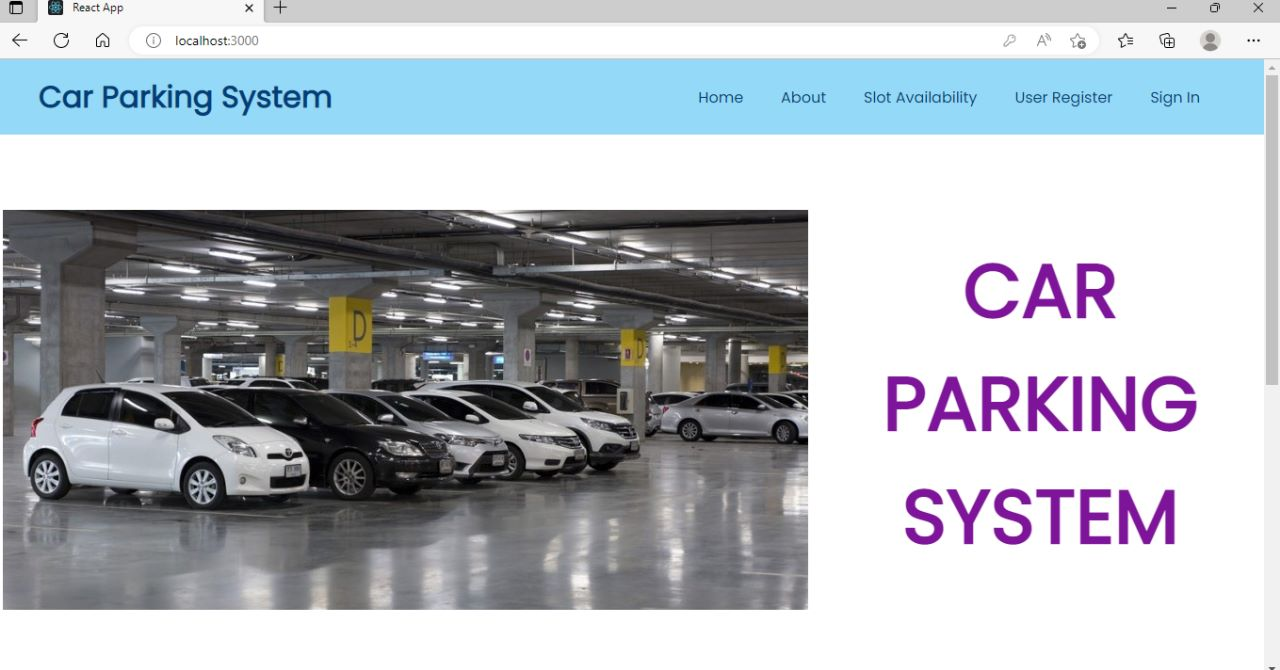 React App
localhost:3000
Car Parking System
Home About Slot Availability User Register Sign In
D
D
CAR
PARKING
SYSTEM